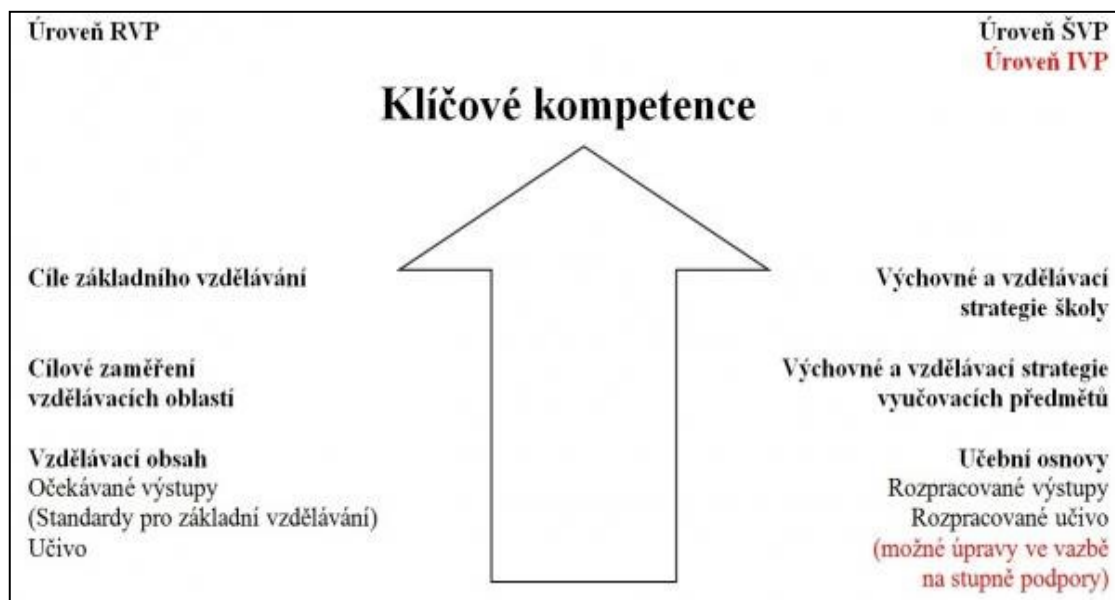 Úroveň RVP
Úroveň ŠVP
Úroveň IVP
Klíčové kompetence
Cíle základního vzdělávání
Výchovné a vzdělávací
strategie školy
Cílové zaměření
vzdělávacích oblastí
Výchovné a vzdělávací strategie
vyučovacích předmětů
Vzdělávací obsah
Očekávané výstupy
(Standardy pro základní vzdělávání)
Učivo
Učební osnovy
Rozpracované výstupy
Rozpracované učivo
(možné úpravy ve vazbě
na stupně podpory)